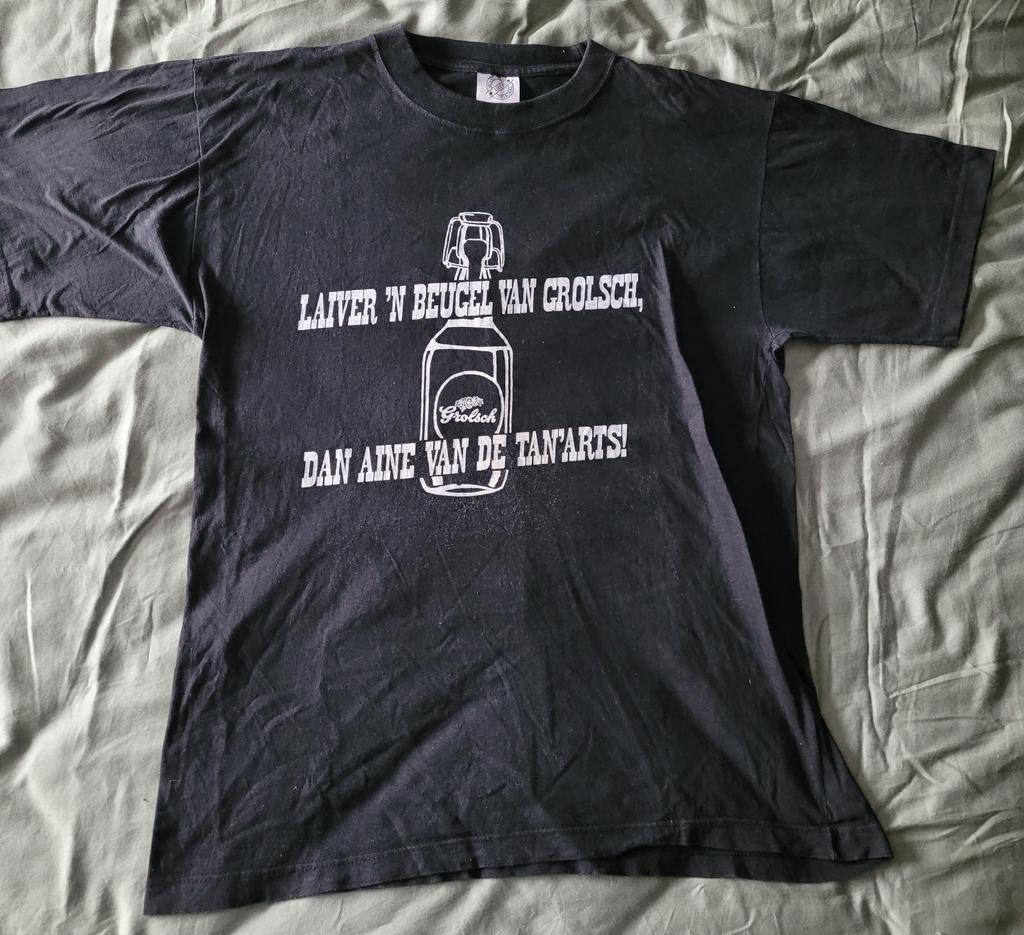 LAIVER 'N BEUGEL VAN GROLSCH,
Grolsch
DAN AINE VAN DE TAN'ARTS!